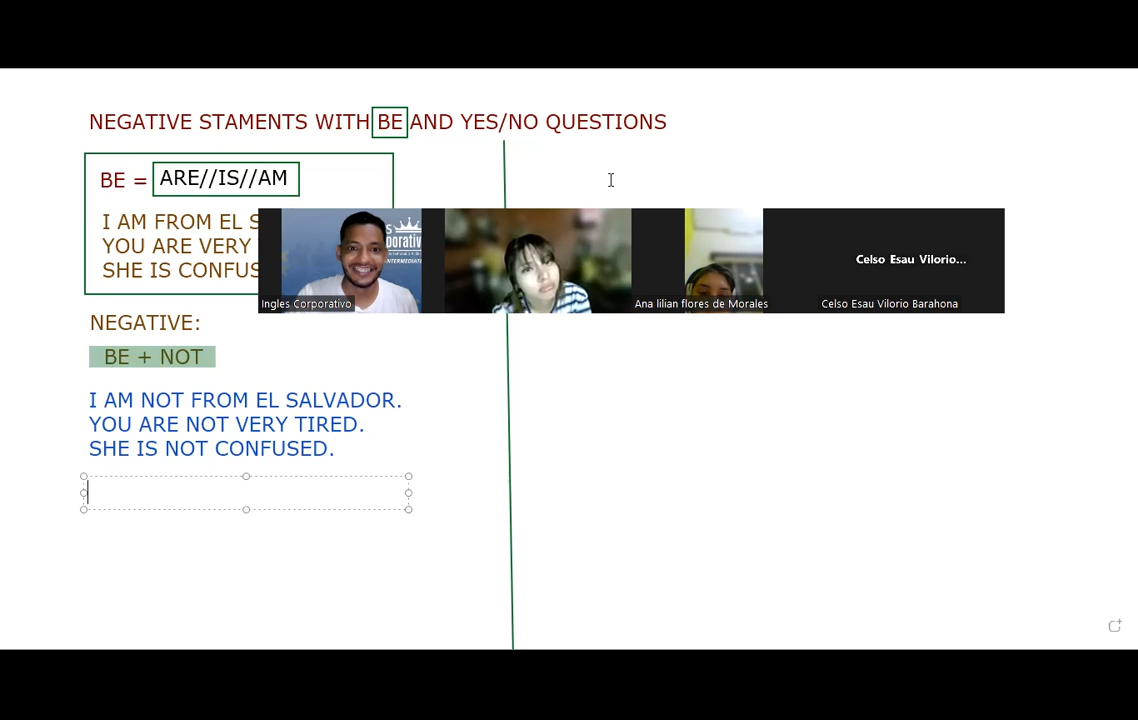 NEGATIVE STAMENTS WITH BE AND YES/NO QUESTIONS
BE = ARE//IS//AM
I AM FROM EL S
YOU ARE VERY
SHE IS CONFUS
Ingles Corporativo
Ana lilian flores de Morales
Celso Esau Vilorio...
Celso Esau Vilorio Barahona
NEGATIVE:
BE + NOT
I AM NOT FROM EL SALVADOR.
YOU ARE NOT VERY TIRED.
SHE IS NOT CONFUSED.